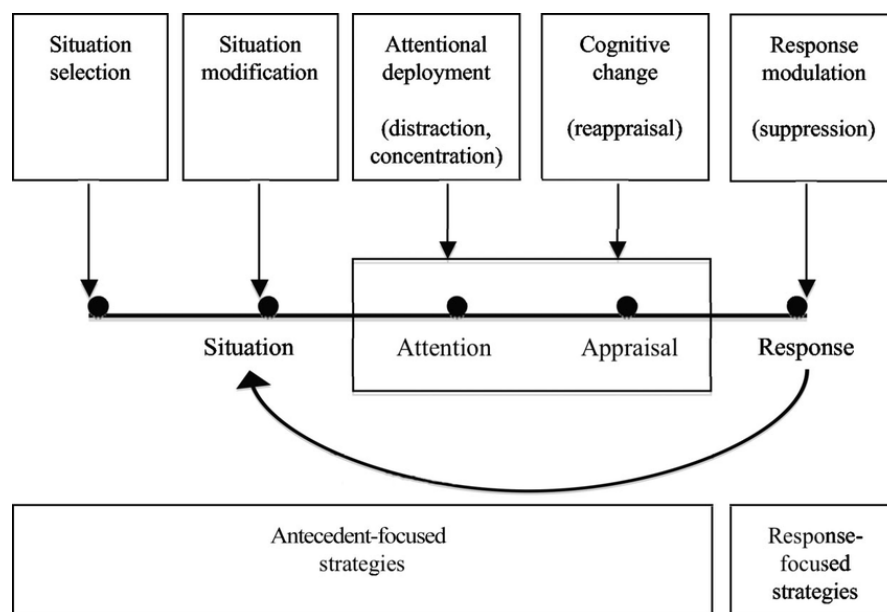 Situation
selection
Situation
modification
Attentional
deployment
(distraction,
concentration)
Cognitive
change
(reappraisal)
Response
modulation
(suppression)
Situation
Attention
Appraisal
Response
Antecedent-focused
strategies
Response-
focused
strategies